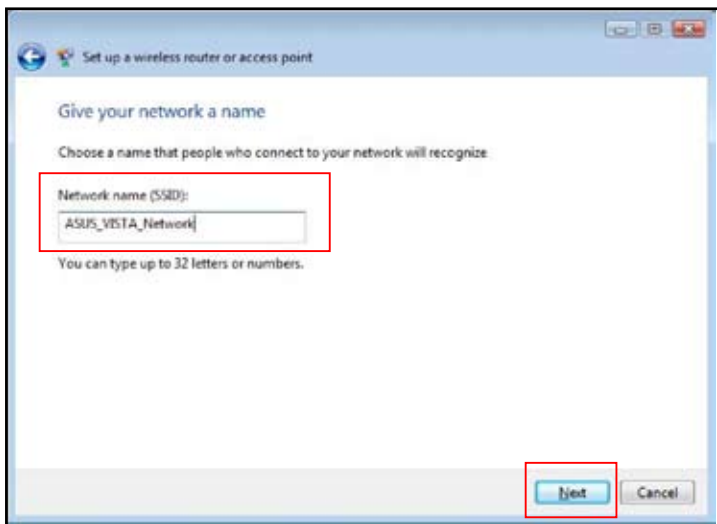 Set up a wireless router or access point
Give your network a name
Choose a name that people who connect to your network will recognize
Network name (SSID):
ASUS_VISTA_Network
You can type up to 32 letters or numbers.
Next Cancel